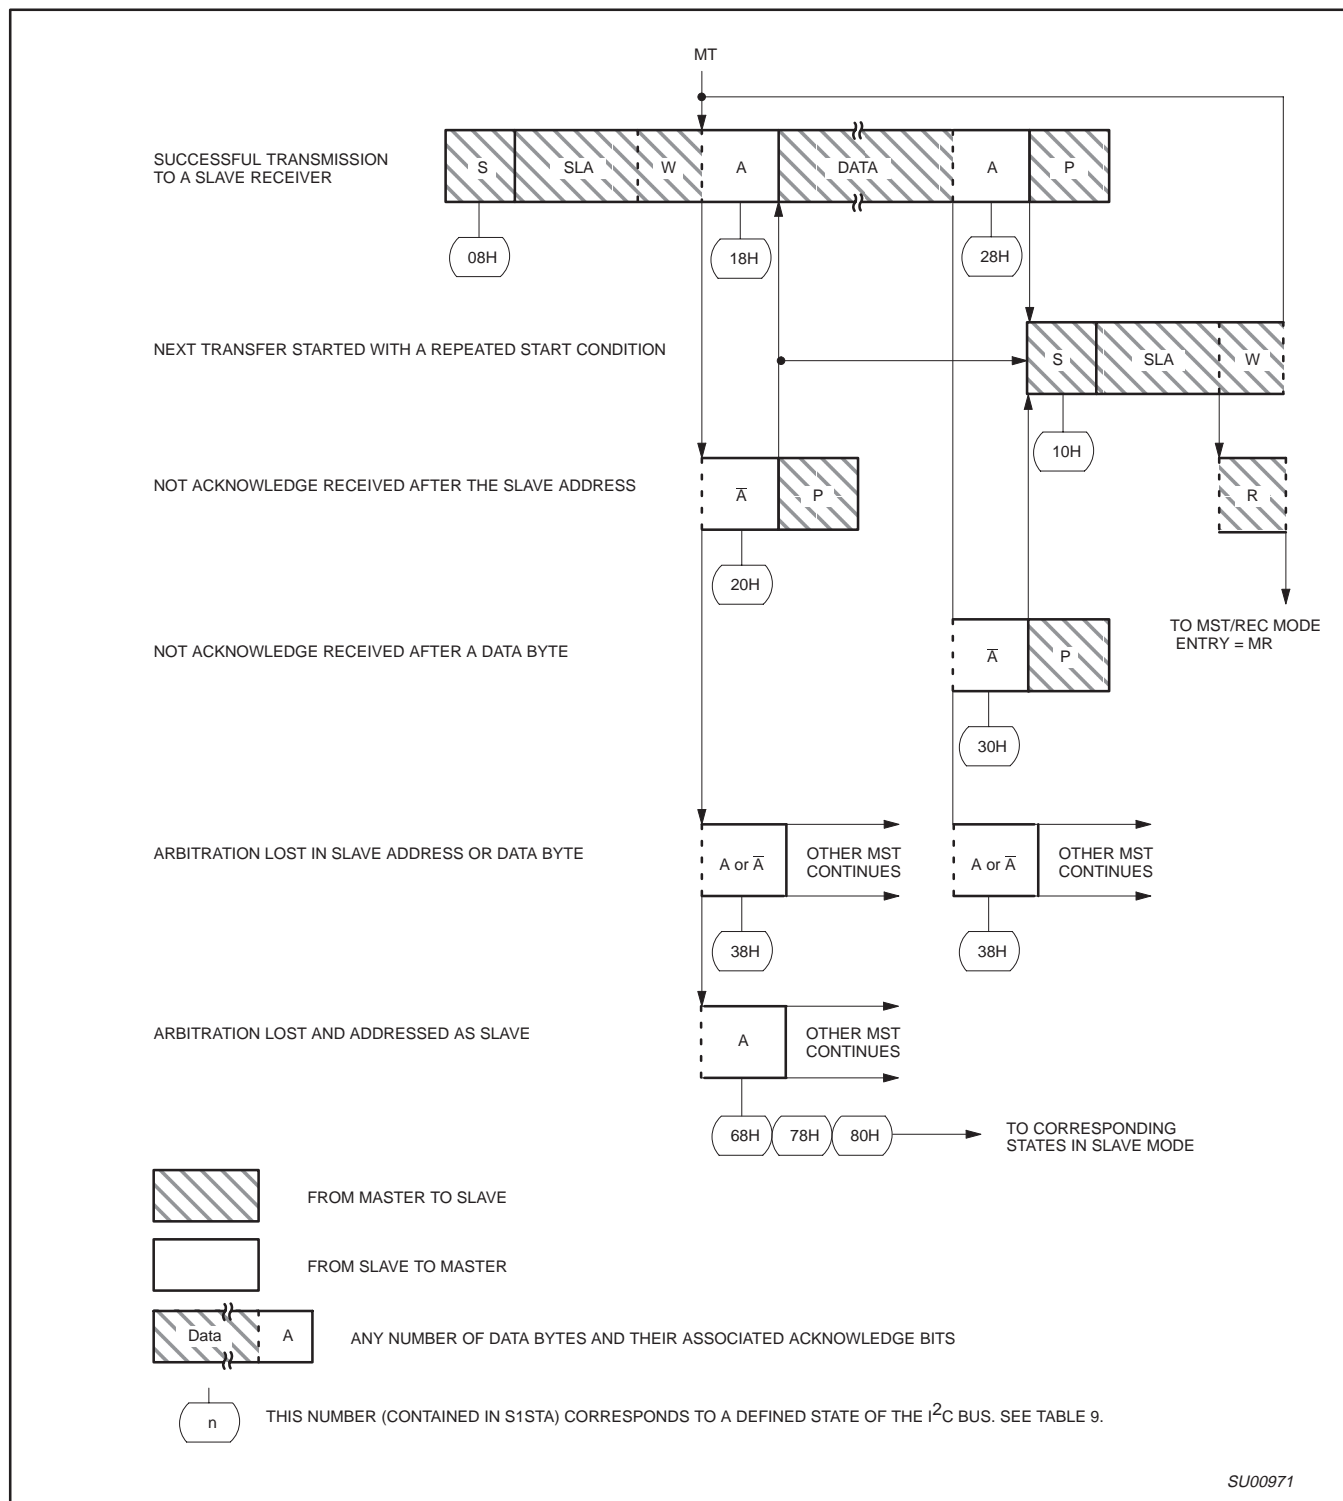 MT
SUCCESSFUL TRANSMISSION
TO A SLAVE RECEIVER
S SLA W A DATA A P
08H 18H 28H
NEXT TRANSFER STARTED WITH A REPEATED START CONDITION
S SLA W
10H
NOT ACKNOWLEDGE RECEIVED AFTER THE SLAVE ADDRESS
A̅ P
R
20H
TO MST/REC MODE
ENTRY = MR
NOT ACKNOWLEDGE RECEIVED AFTER A DATA BYTE
A̅ P
30H
ARBITRATION LOST IN SLAVE ADDRESS OR DATA BYTE
A or A̅
OTHER MST
CONTINUES
A or A̅
OTHER MST
CONTINUES
38H 38H
ARBITRATION LOST AND ADDRESSED AS SLAVE
A
OTHER MST
CONTINUES
68H 78H 80H
TO CORRESPONDING
STATES IN SLAVE MODE
FROM MASTER TO SLAVE
FROM SLAVE TO MASTER
Data A
ANY NUMBER OF DATA BYTES AND THEIR ASSOCIATED ACKNOWLEDGE BITS
n
THIS NUMBER (CONTAINED IN S1STA) CORRESPONDS TO A DEFINED STATE OF THE I²C BUS. SEE TABLE 9.
SU00971